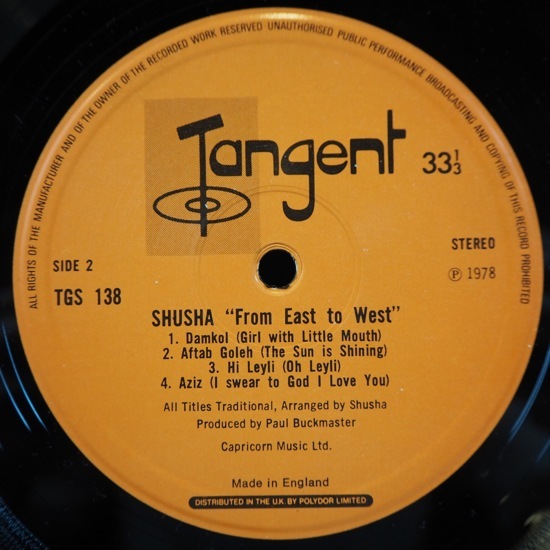 ALL RIGHTS OF THE MANUFACTURER AND OF THE OWNER OF THE RECORDED WORK RESERVED UNAUTHORISED PUBLIC PERFORMANCE BROADCASTING AND COPYING OF THIS RECORD PROHIBITED
Tangent
33⅓
SIDE 2
STEREO
TGS 138
Ⓟ 1978
SHUSHA "From East to West"
1. Damkol (Girl with Little Mouth)
2. Aftab Goleh (The Sun is Shining)
3. Hi Leyli (Oh Leyli)
4. Aziz (I swear to God I Love You)
All Titles Traditional, Arranged by Shusha
Produced by Paul Buckmaster
Capricorn Music Ltd.
Made in England
DISTRIBUTED IN THE U.K. BY POLYDOR LIMITED